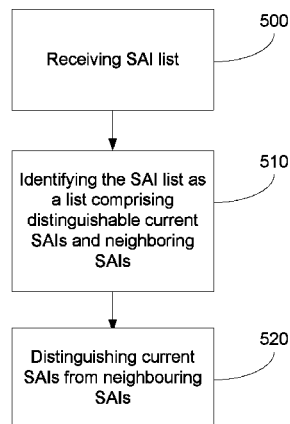 500
Receiving SAI list
510
Identifying the SAI list as
a list comprising
distinguishable current
SAIs and neighboring
SAIs
520
Distinguishing current
SAIs from neighbouring
SAIs